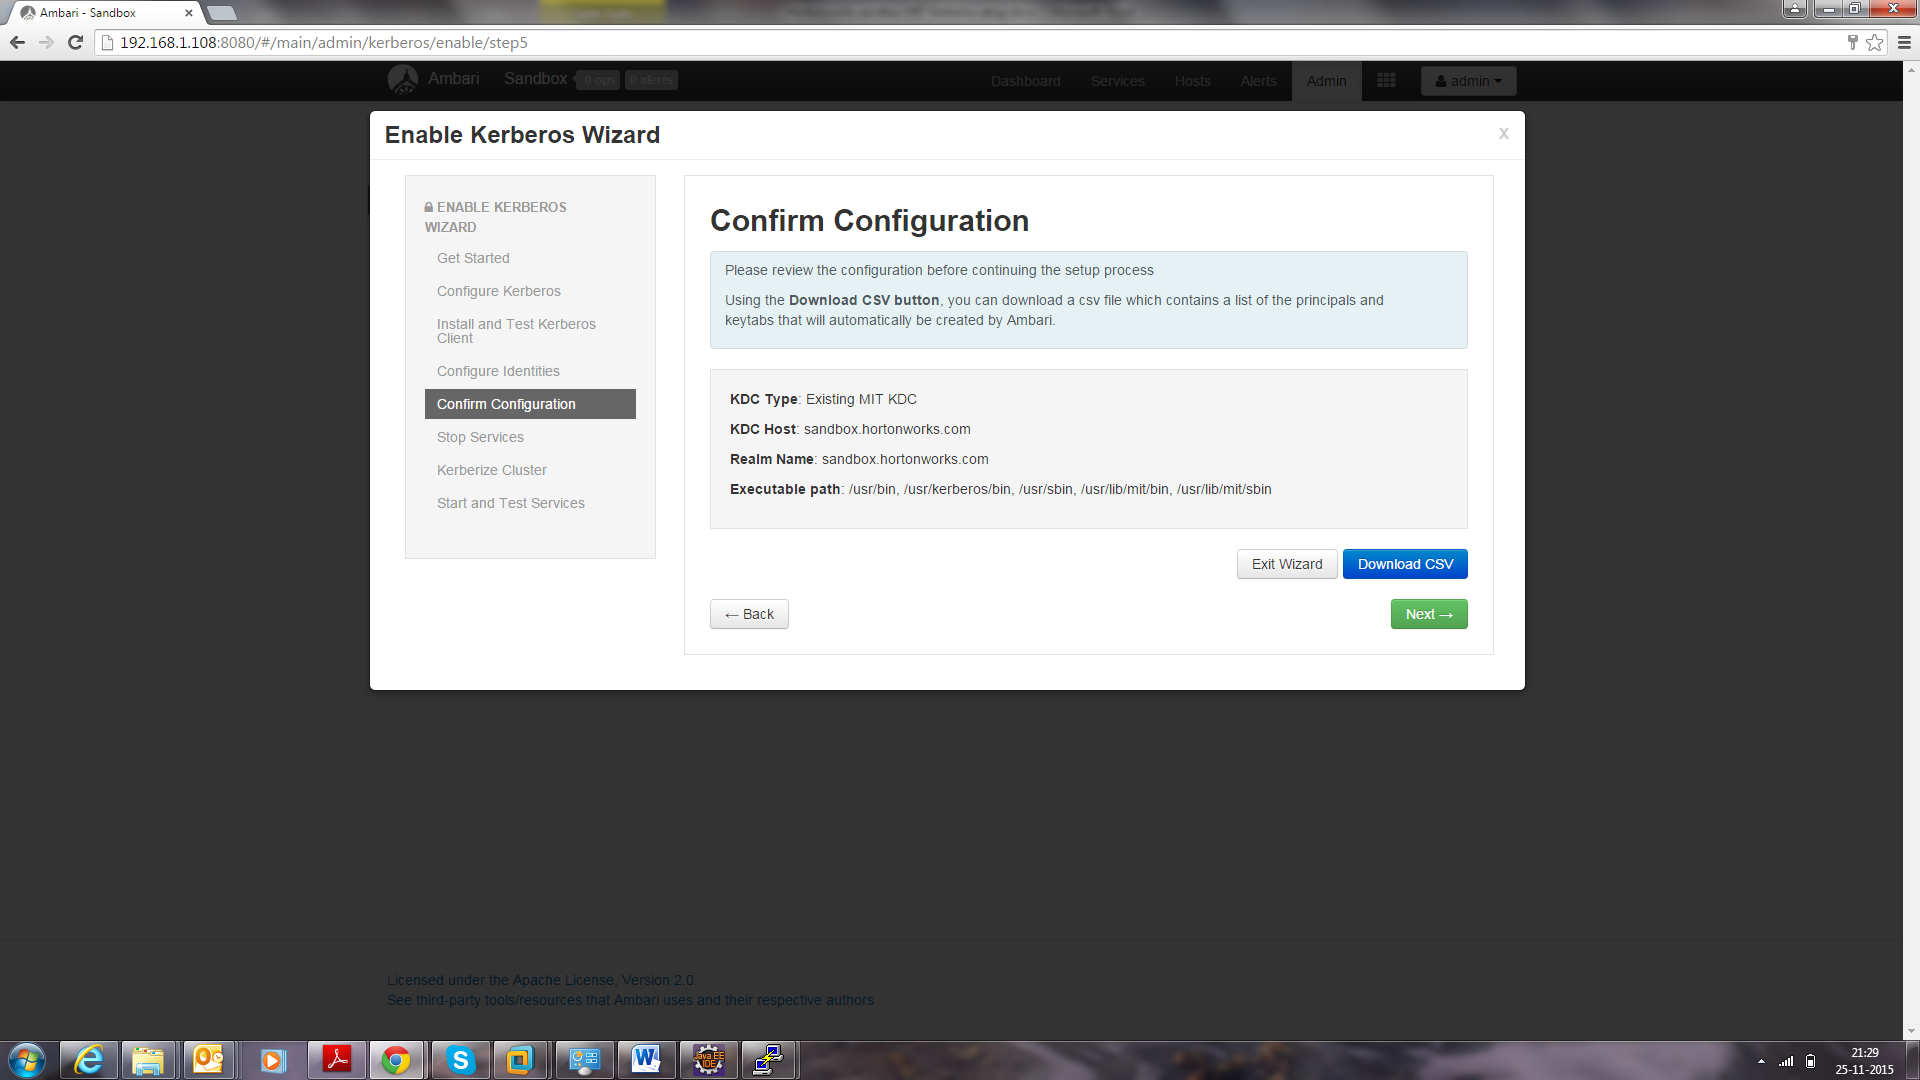 Ambari - Sandbox
192.168.1.108:8080/#/main/admin/kerberos/enable/step5
Ambari Sandbox 0 ops 0 alerts Dashboard Services Hosts Alerts Admin admin
Enable Kerberos Wizard x
ENABLE KERBEROS
WIZARD
Get Started
Configure Kerberos
Install and Test Kerberos
Client
Configure Identities
Confirm Configuration
Stop Services
Kerberize Cluster
Start and Test Services
Confirm Configuration
Please review the configuration before continuing the setup process
Using the Download CSV button, you can download a csv file which contains a list of the principals and
keytabs that will automatically be created by Ambari.
KDC Type: Existing MIT KDC
KDC Host: sandbox.hortonworks.com
Realm Name: sandbox.hortonworks.com
Executable path: /usr/bin, /usr/kerberos/bin, /usr/sbin, /usr/lib/mit/bin, /usr/lib/mit/sbin
Exit Wizard Download CSV
← Back Next →
Licensed under the Apache License, Version 2.0.
See third-party tools/resources that Ambari uses and their respective authors
Java EE
IDE
21:29
25-11-2015